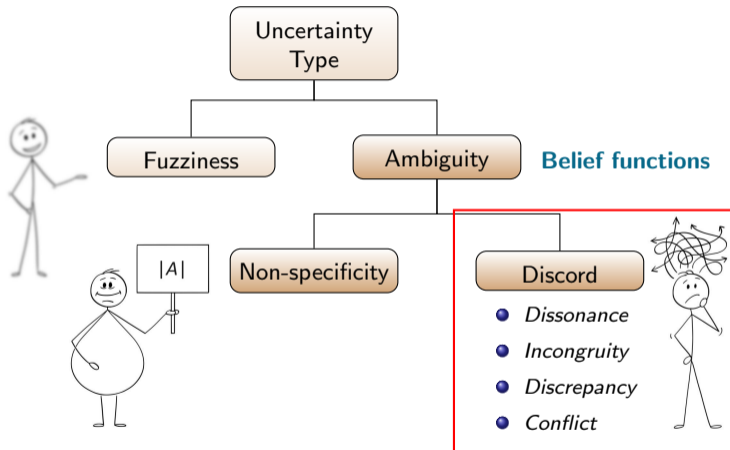 Uncertainty
Type
Fuzziness
Ambiguity
Belief functions
|A|
Non-specificity
Discord
Dissonance
Incongruity
Discrepancy
Conflict